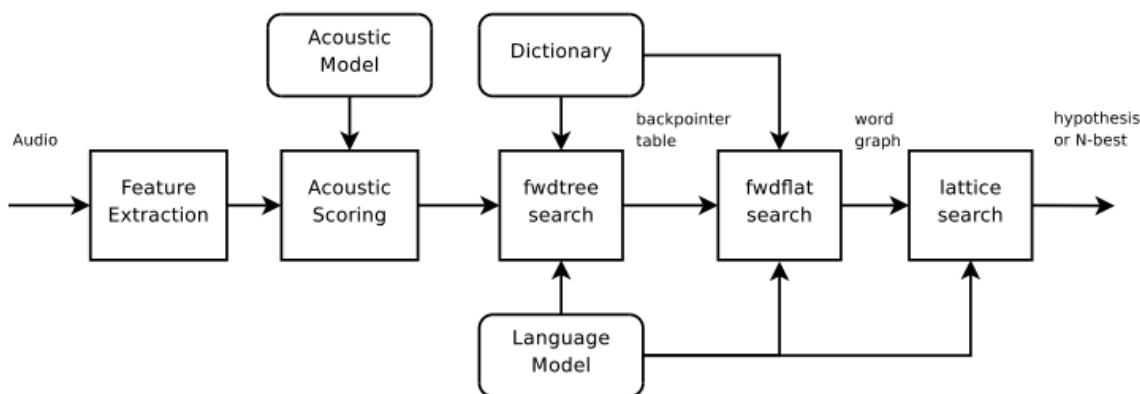 Acoustic
Model
Dictionary
Audio
backpointer
table
word
graph
hypothesis
or N-best
Feature
Extraction
Acoustic
Scoring
fwdtree
search
fwdflat
search
lattice
search
Language
Model